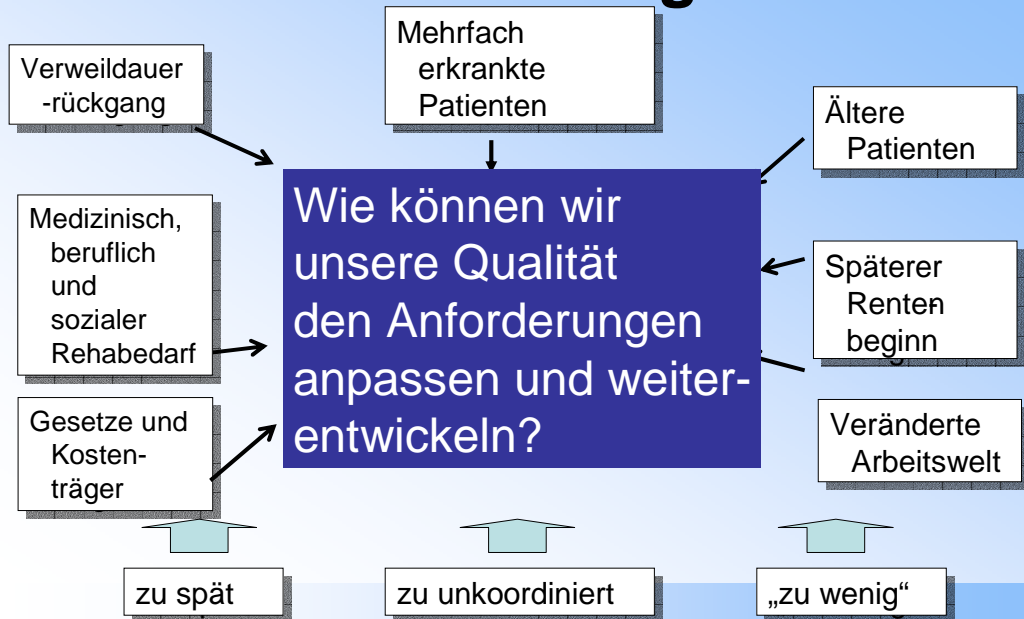 Mehrfach
erkrankte
Patienten
Verweildauer
-rückgang
Ältere
Patienten
Wie können wir
unsere Qualität
den Anforderungen
anpassen und weiter-
entwickeln?
Medizinisch,
beruflich
und
sozialer
Rehabedarf
Späterer
Renten-
beginn
Gesetze und
Kosten-
träger
Veränderte
Arbeitswelt
zu spät
zu unkoordiniert
„zu wenig“